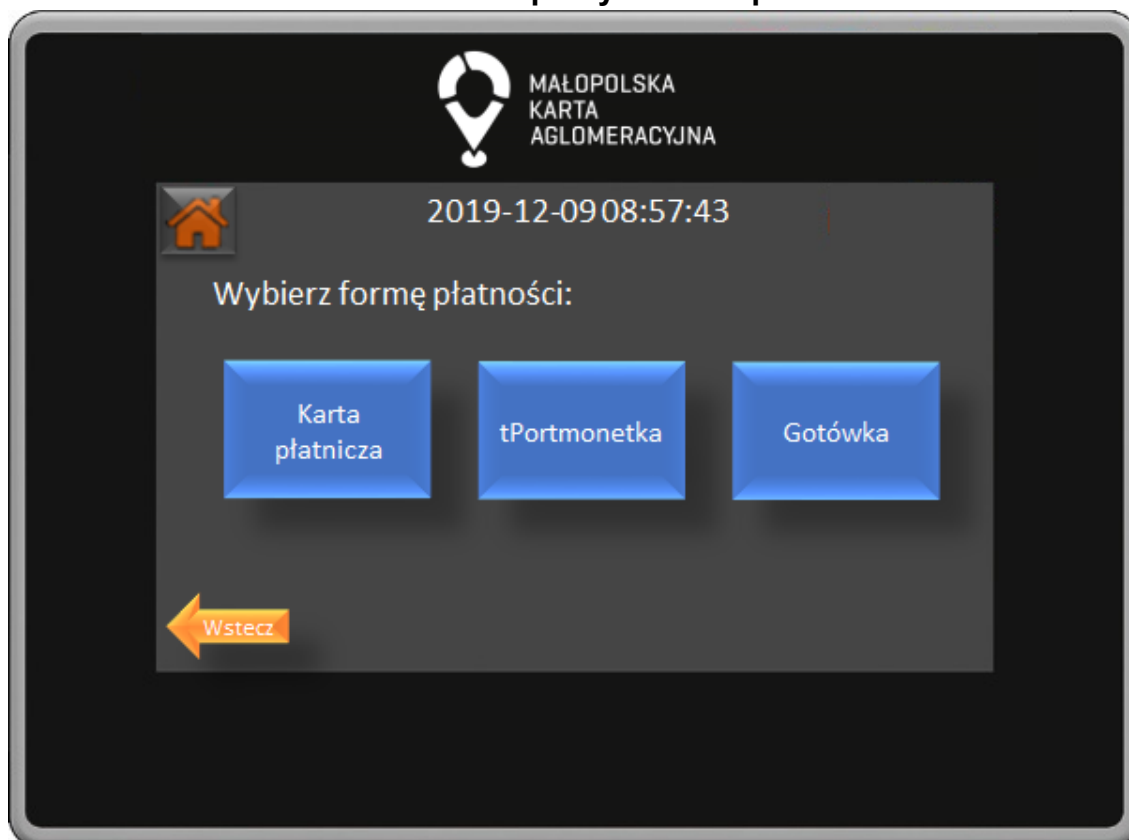 MAŁOPOLSKA
KARTA
AGLOMERACYJNA
2019-12-09 08:57:43
Wybierz formę płatności:
Karta
płatnicza
tPortmonetka
Gotówka
Wstecz